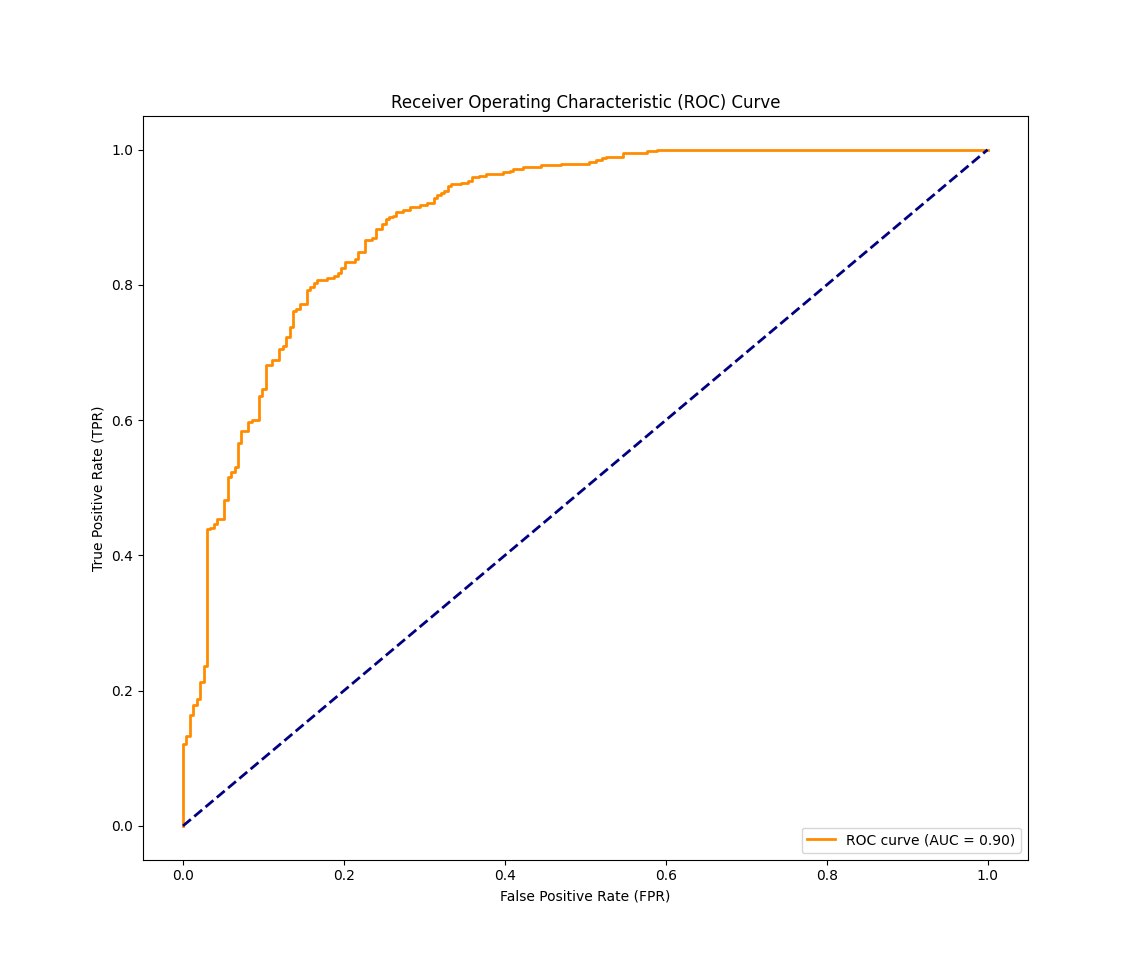 Receiver Operating Characteristic (ROC) Curve
True Positive Rate (TPR)
1.0
0.8
0.6
0.4
0.2
0.0
ROC curve (AUC = 0.90)
0.0 0.2 0.4 0.6 0.8 1.0
False Positive Rate (FPR)